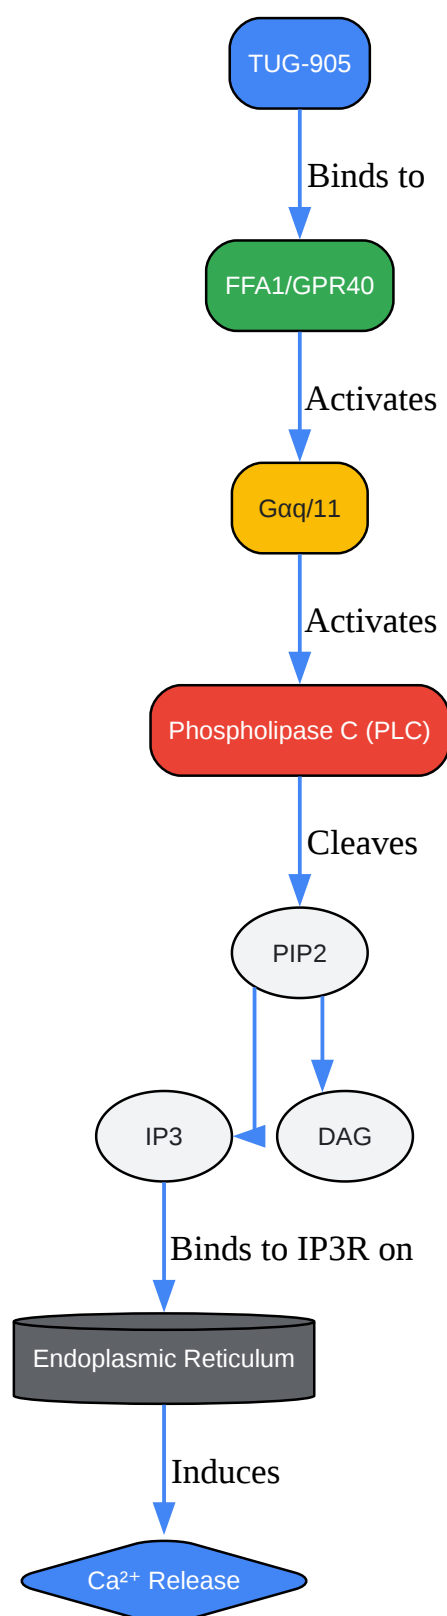 TUG-905
Binds to
FFA1/GPR40
Activates
Gαq/11
Activates
Phospholipase C (PLC)
Cleaves
PIP2
IP3
DAG
Binds to IP3R on
Endoplasmic Reticulum
Induces
Ca²⁺ Release